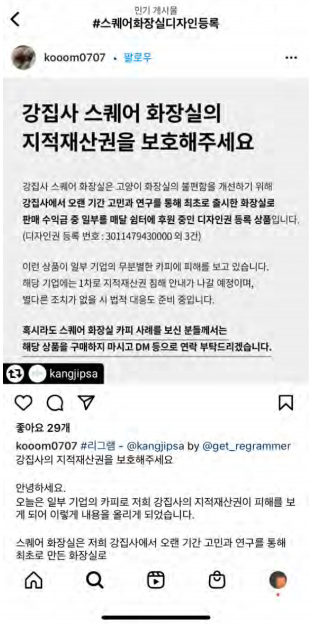 인기 게시물
#스퀘어화장실디자인등록
kooom0707 • 팔로우
강집사 스퀘어 화장실의
지적재산권을 보호해주세요
강집사 스퀘어 화장실은 고양이 화장실의 불편함을 개선하기 위해
강집사에서 오랜 기간 고민과 연구를 통해 최초로 출시한 화장실로
판매 수익금 중 일부를 매달 쉼터에 후원 중인 디자인권 등록 상품입니다.
(디자인권 등록 번호 : 3011479430000 외 3건)
이런 상품이 일부 기업의 무분별한 카피에 피해를 보고 있습니다.
해당 기업에는 1차로 지적재산권 침해 안내가 나갈 예정이며,
별다른 조치가 없을 시 법적 대응도 준비 중입니다.
혹시라도 스퀘어 화장실 카피 사례를 보신 분들께서는
해당 상품을 구매하지 마시고 DM 등으로 연락 부탁드리겠습니다.
kangjipsa
좋아요 29개
kooom0707 #리그램 - @kangjipsa by @get_regrammer
강집사의 지적재산권을 보호해주세요
안녕하세요.
오늘은 일부 기업의 카피로 저희 강집사의 지적재산권이 피해를 보
게 되어 이렇게 내용을 올리게 되었습니다.
스퀘어 화장실은 저희 강집사에서 오랜 기간 고민과 연구를 통해
최초로 만든 화장실로